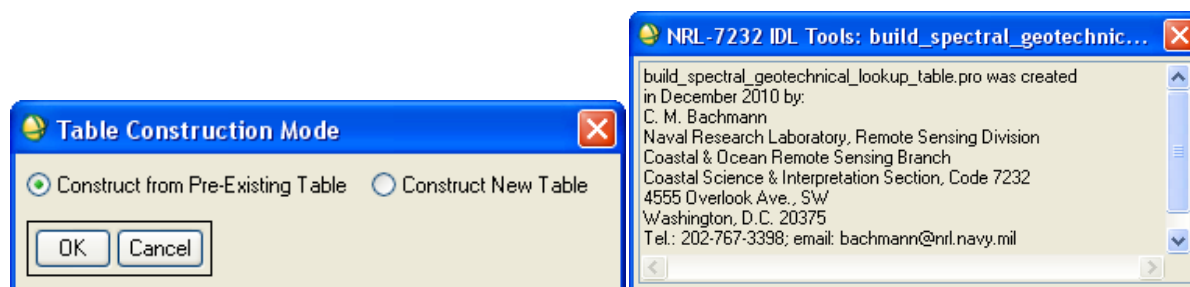 Table Construction Mode
Construct from Pre-Existing Table
Construct New Table
OK
Cancel
NRL-7232 IDL Tools: build_spectral_geotechnic...
build_spectral_geotechnical_lookup_table.pro was created
in December 2010 by:
C. M. Bachmann
Naval Research Laboratory, Remote Sensing Division
Coastal & Ocean Remote Sensing Branch
Coastal Science & Interpretation Section, Code 7232
4555 Overlook Ave., SW
Washington, D.C. 20375
Tel.: 202-767-3398; email: bachmann@nrl.navy.mil